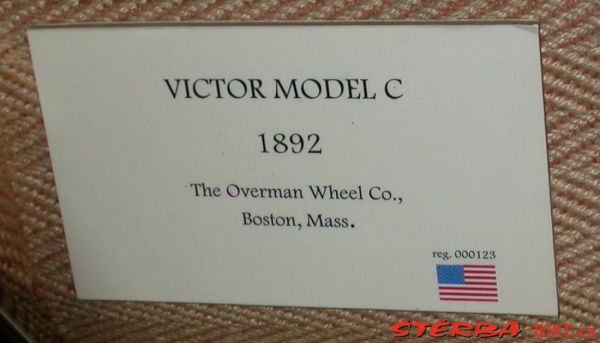 VICTOR MODEL C
1892
The Overman Wheel Co.,
Boston, Mass.
reg. 000123
STERBA-BIKE.cz